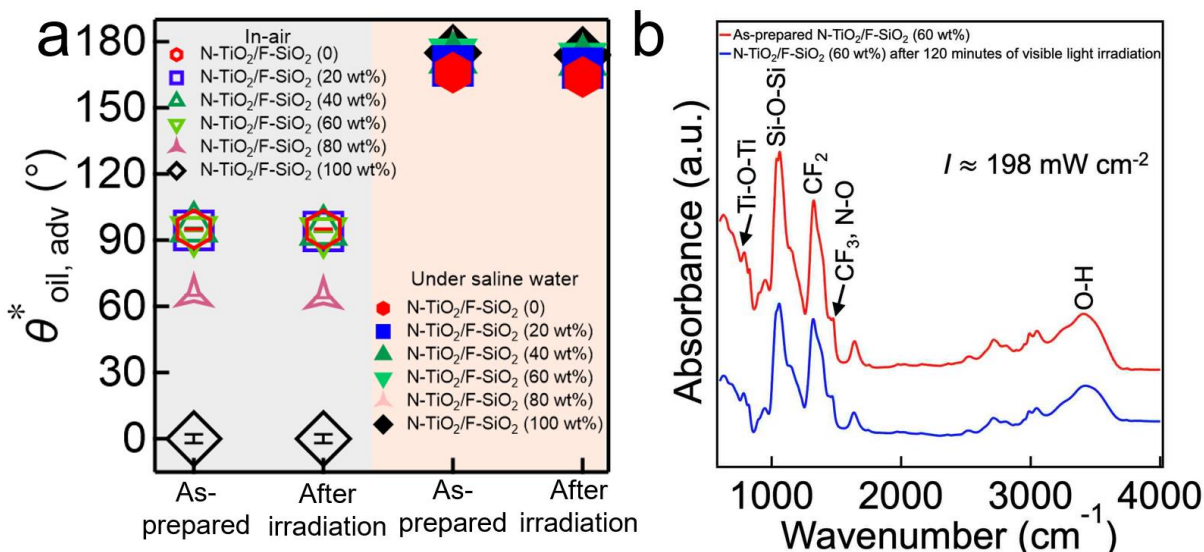 a
180
150
120
90
60
30
0
θ*oil, adv (°)
In-air
N-TiO₂/F-SiO₂ (0)
N-TiO₂/F-SiO₂ (20 wt%)
N-TiO₂/F-SiO₂ (40 wt%)
N-TiO₂/F-SiO₂ (60 wt%)
N-TiO₂/F-SiO₂ (80 wt%)
N-TiO₂/F-SiO₂ (100 wt%)
Under saline water
N-TiO₂/F-SiO₂ (0)
N-TiO₂/F-SiO₂ (20 wt%)
N-TiO₂/F-SiO₂ (40 wt%)
N-TiO₂/F-SiO₂ (60 wt%)
N-TiO₂/F-SiO₂ (80 wt%)
N-TiO₂/F-SiO₂ (100 wt%)
As-
prepared
After
irradiation
As-
prepared
After
irradiation
b
As-prepared N-TiO₂/F-SiO₂ (60 wt%)
N-TiO₂/F-SiO₂ (60 wt%) after 120 minutes of visible light irradiation
Absorbance (a.u.)
Ti-O-Ti
Si-O-Si
CF₂
CF₃, N-O
I ≈ 198 mW cm⁻²
O-H
1000 2000 3000 4000
Wavenumber (cm⁻¹)